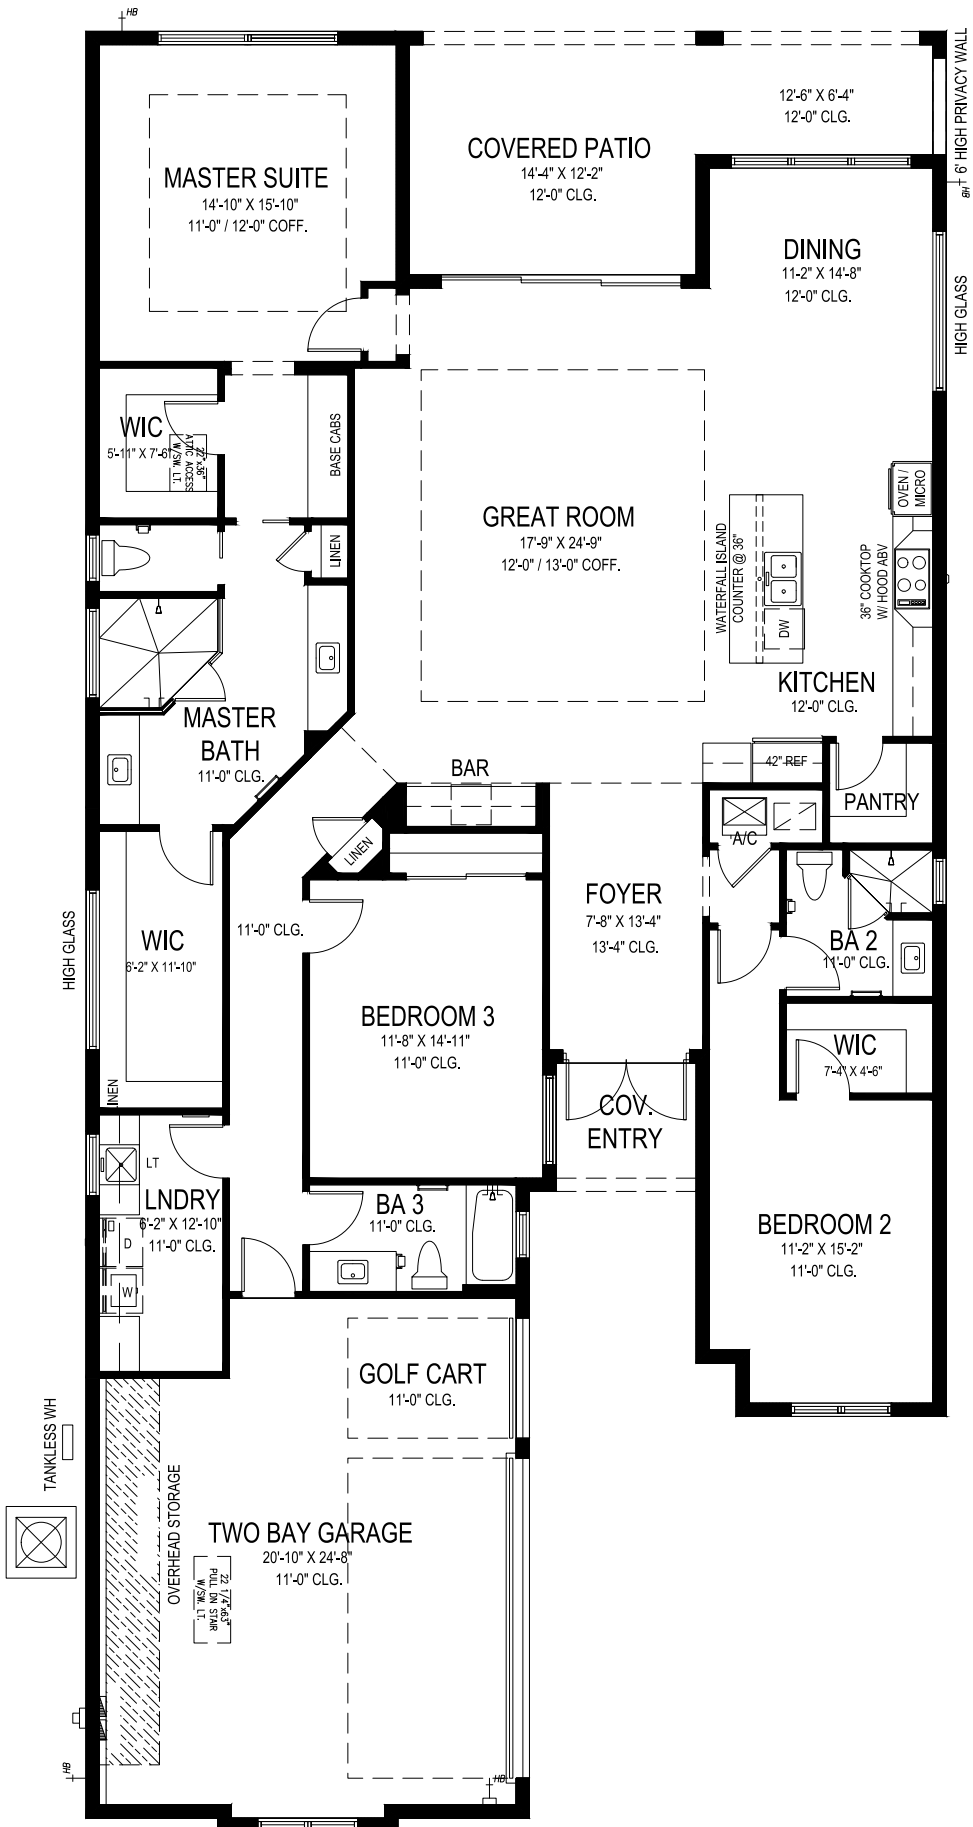 HB
6' HIGH PRIVACY WALL
HB
12'-6" X 6'-4"
12'-0" CLG.
COVERED PATIO
14'-4" X 12'-2"
12'-0" CLG.
MASTER SUITE
14'-10" X 15'-10"
11'-0" / 12'-0" COFF.
DINING
11-2" X 14'-8"
12'-0" CLG.
HIGH GLASS
WIC
5'-11" X 7'-6"
22"x36"
ATTIC ACCESS
W/SW. LT.
BASE CABS
LINEN
GREAT ROOM
17'-9" X 24'-9"
12'-0" / 13'-0" COFF.
WATERFALL ISLAND
COUNTER @ 36"
DW
OVEN /
MICRO
36" COOKTOP
W/ HOOD ABV
KITCHEN
12'-0" CLG.
MASTER
BATH
11'-0" CLG.
BAR
42" REF
PANTRY
A/C
LINEN
FOYER
7'-8" X 13'-4"
13'-4" CLG.
BA 2
11'-0" CLG.
HIGH GLASS
WIC
6'-2" X 11'-10"
11'-0" CLG.
BEDROOM 3
11'-8" X 14'-11"
11'-0" CLG.
WIC
7'-4" X 4'-6"
LINEN
COV.
ENTRY
LT
LNDRY
6'-2" X 12'-10"
11'-0" CLG.
D
W
BA 3
11'-0" CLG.
BEDROOM 2
11'-2" X 15'-2"
11'-0" CLG.
GOLF CART
11'-0" CLG.
TANKLESS WH
OVERHEAD STORAGE
TWO BAY GARAGE
20'-10" X 24'-8"
11'-0" CLG.
22 1/4"x63"
PULL DN STAIR
W/SW. LT.
HB
HB